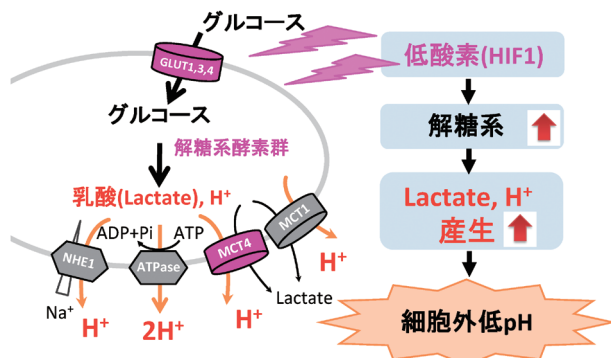 グルコース
GLUT1,3,4
グルコース
解糖系酵素群
乳酸(Lactate), H⁺
ADP+Pi
ATP
NHE1
ATPase
MCT4
MCT1
Na⁺
H⁺
2H⁺
H⁺
H⁺
Lactate
低酸素(HIF1)
解糖系
Lactate, H⁺
産生
細胞外低pH